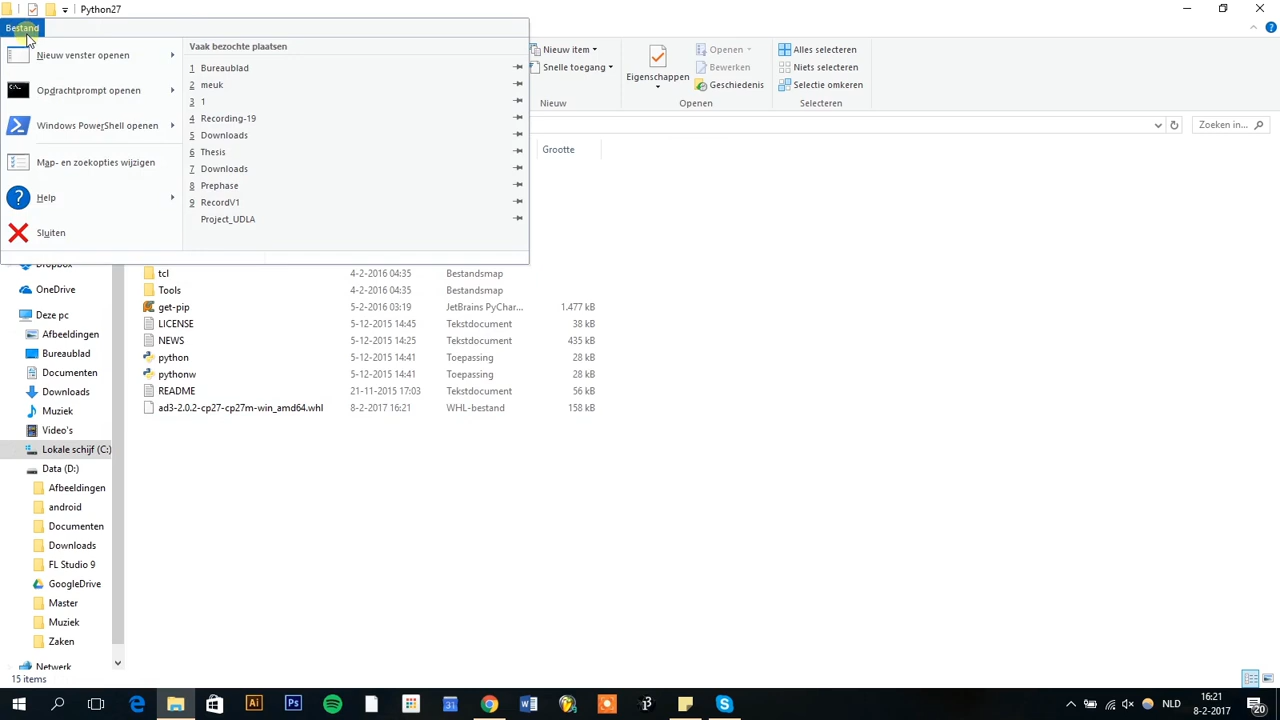 Python27
Bestand
Nieuw venster openen
Opdrachtprompt openen
Windows PowerShell openen
Map- en zoekopties wijzigen
Help
Sluiten
Vaak bezochte plaatsen
1 Bureaublad
2 meuk
3 1
4 Recording-19
5 Downloads
6 Thesis
7 Downloads
8 Prephase
9 RecordV1
Project_UDLA
Nieuw item
Snelle toegang
Nieuw
Eigenschappen
Openen
Bewerken
Geschiedenis
Openen
Alles selecteren
Niets selecteren
Selectie omkeren
Selecteren
Zoeken in...
Grootte
Dropbox
OneDrive
Deze pc
Afbeeldingen
Bureaublad
Documenten
Downloads
Muziek
Video's
Lokale schijf (C:)
Data (D:)
Afbeeldingen
android
Documenten
Downloads
FL Studio 9
GoogleDrive
Master
Muziek
Zaken
Netwerk
tcl 4-2-2016 04:35 Bestandsmap
Tools 4-2-2016 04:35 Bestandsmap
get-pip 5-2-2016 03:19 JetBrains PyChar... 1.477 kB
LICENSE 5-12-2015 14:45 Tekstdocument 38 kB
NEWS 5-12-2015 14:25 Tekstdocument 435 kB
python 5-12-2015 14:41 Toepassing 28 kB
pythonw 5-12-2015 14:41 Toepassing 28 kB
README 21-11-2015 17:03 Tekstdocument 56 kB
ad3-2.0.2-cp27-cp27m-win_amd64.whl 8-2-2017 16:21 WHL-bestand 158 kB
15 items
Ai
Ps
31
NLD
16:21
8-2-2017
20